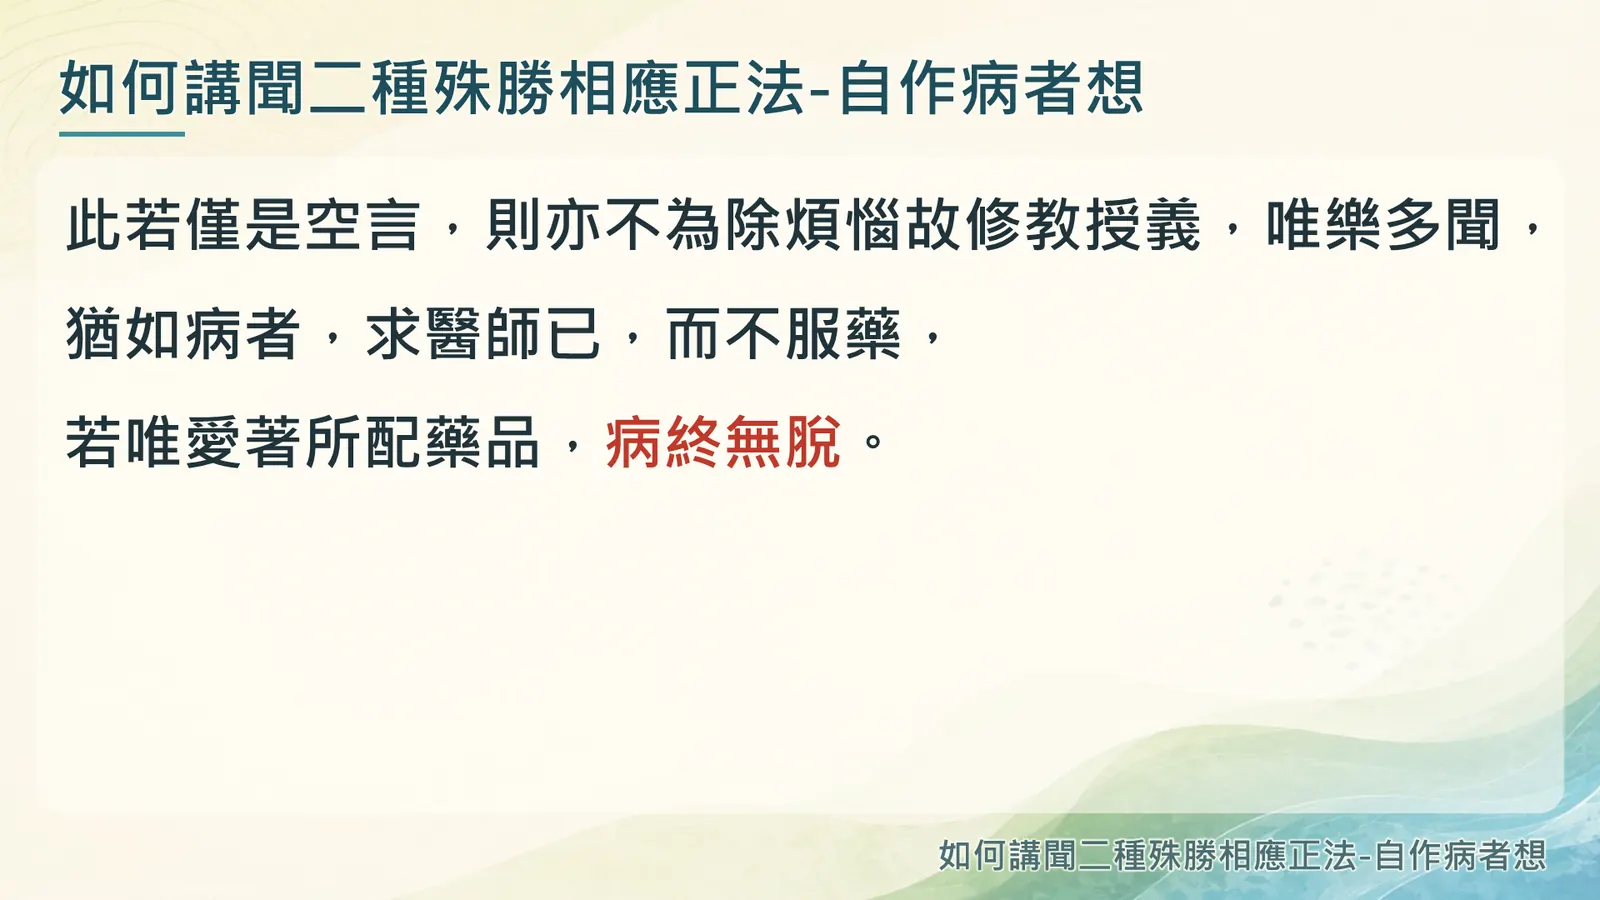 如何講聞二種殊勝相應正法-自作病者想
此若僅是空言，則亦不為除煩惱故修教授義，唯樂多聞，
猶如病者，求醫師已，而不服藥，
若唯愛著所配藥品，病終無脫。
如何講聞二種殊勝相應正法-自作病者想